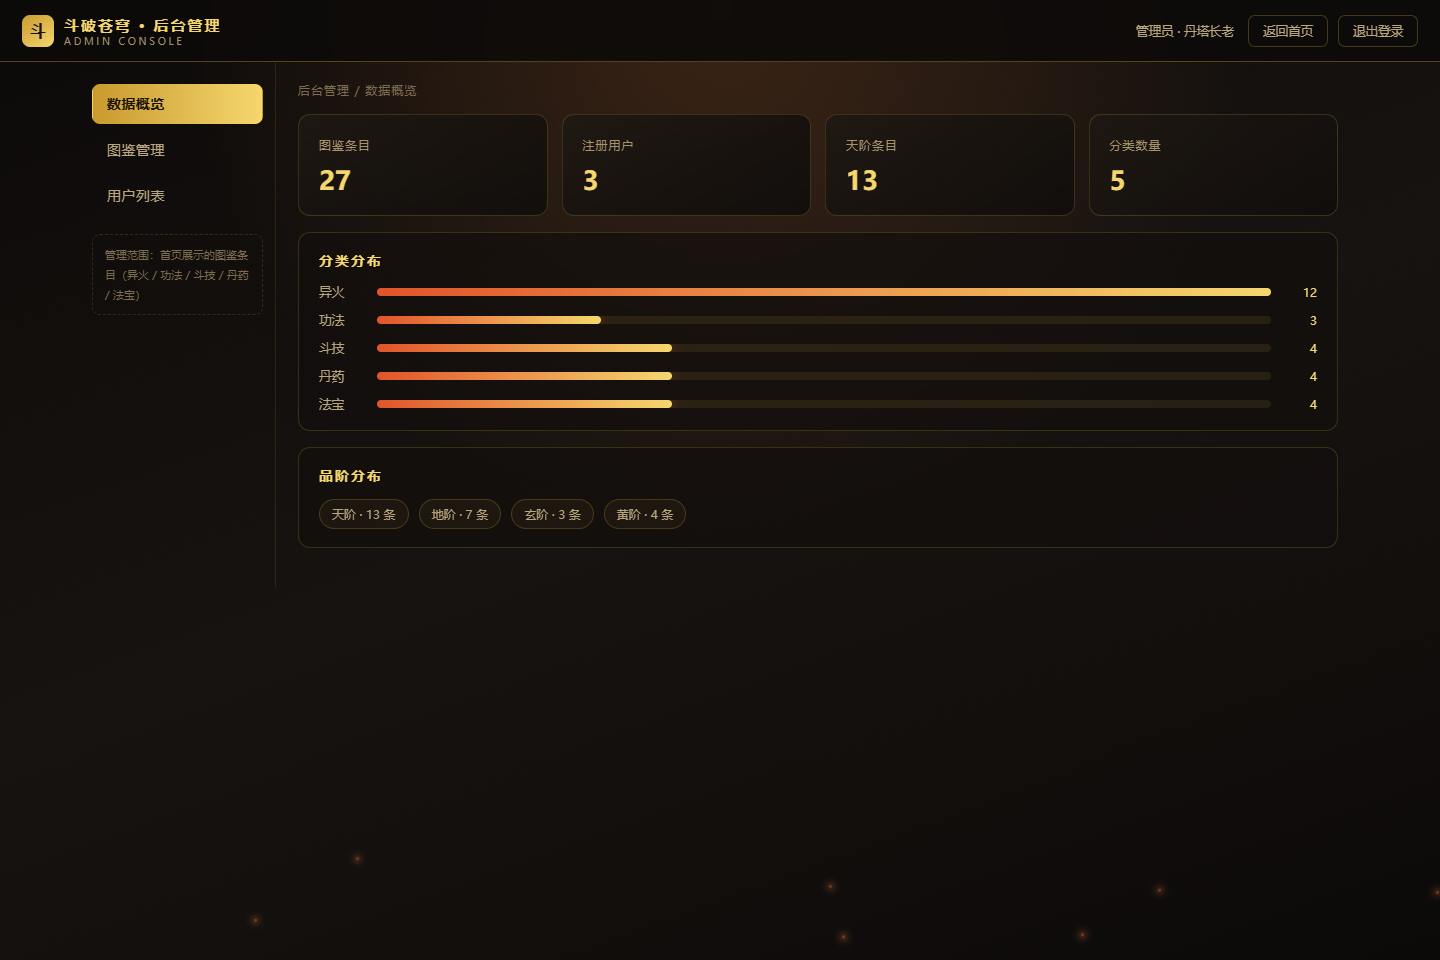 斗
斗破苍穹 • 后台管理
ADMIN CONSOLE
管理员 · 丹塔长老
返回首页
退出登录
数据概览
图鉴管理
用户列表
管理范围：首页展示的图鉴条
目（异火 / 功法 / 斗技 / 丹药
/ 法宝）
后台管理 / 数据概览
图鉴条目
27
注册用户
3
天阶条目
13
分类数量
5
分类分布
异火 12
功法 3
斗技 4
丹药 4
法宝 4
品阶分布
天阶 · 13 条
地阶 · 7 条
玄阶 · 3 条
黄阶 · 4 条